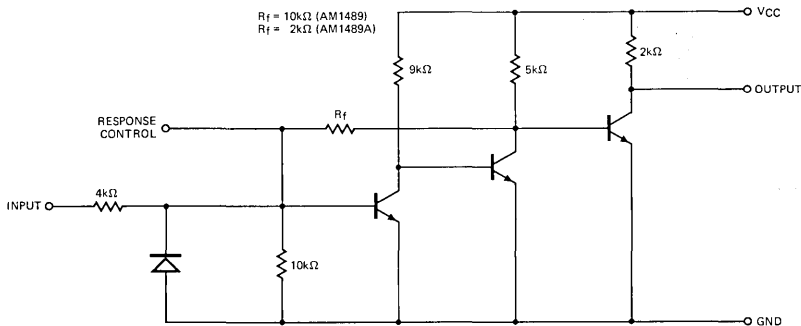 Rf = 10kΩ (AM1489)
Rf = 2kΩ (AM1489A)
VCC
9kΩ
5kΩ
2kΩ
OUTPUT
RESPONSE
CONTROL
Rf
4kΩ
INPUT
10kΩ
GND